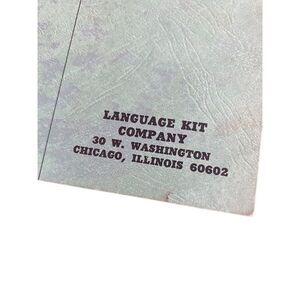 LANGUAGE KIT
COMPANY
30 W. WASHINGTON
CHICAGO, ILLINOIS 60602